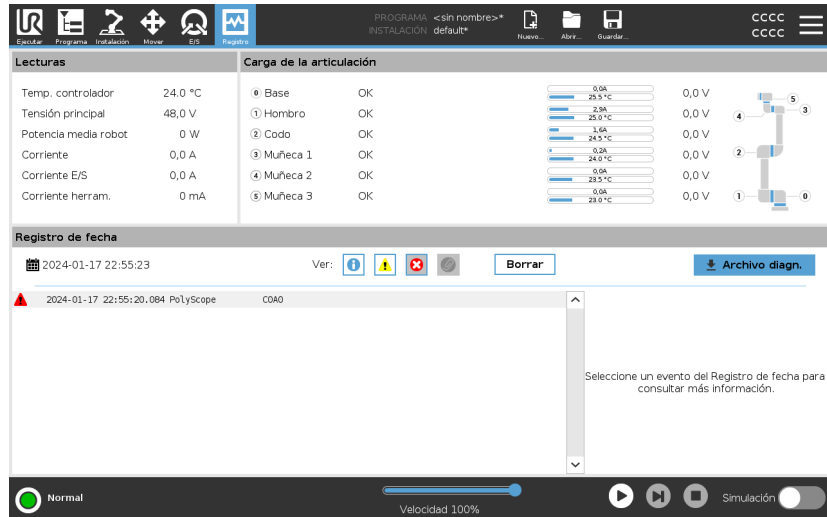 PROGRAMA <sin nombre>*
INSTALACIÓN default*
cccc
cccc
Ejecutar Programa Instalación Mover E/S Registro Nuevo... Abrir... Guardar...
Lecturas
Temp. controlador 24.0 °C
Tensión principal 48,0 V
Potencia media robot 0 W
Corriente 0,0 A
Corriente E/S 0,0 A
Corriente herram. 0 mA
Carga de la articulación
0 Base OK 0,0A 25.5 °C 0,0 V
1 Hombro OK 2,9A 25.0 °C 0,0 V
2 Codo OK 1,6A 24.5 °C 0,0 V
3 Muñeca 1 OK 0,2A 24.0 °C 0,0 V
4 Muñeca 2 OK 0,0A 23.5 °C 0,0 V
5 Muñeca 3 OK 0,0A 23.0 °C 0,0 V
5
4 3
2
1 0
Registro de fecha
2024-01-17 22:55:23 Ver: Borrar Archivo diagn.
2024-01-17 22:55:20.084 PolyScope C0A0
Seleccione un evento del Registro de fecha para
consultar más información.
Normal
Velocidad 100%
Simulación